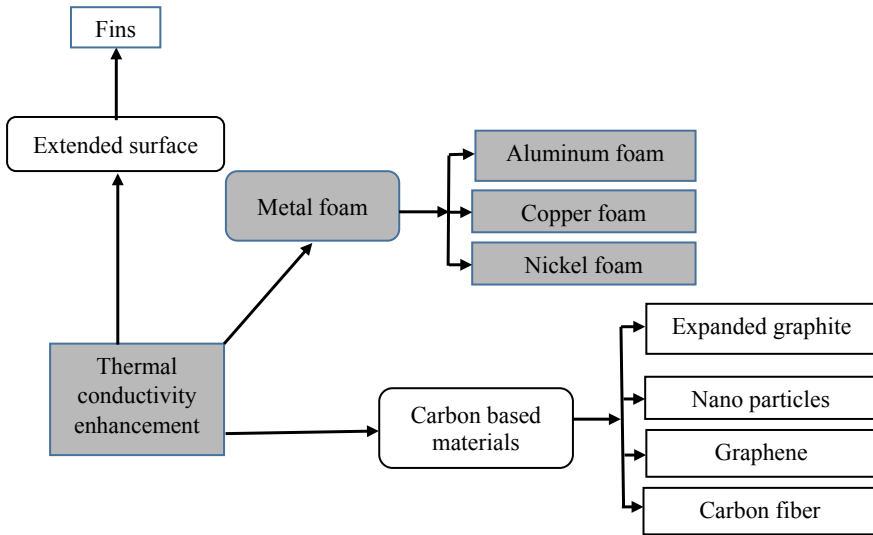 Fins
Extended surface
Aluminum foam
Metal foam
Copper foam
Nickel foam
Expanded graphite
Thermal
conductivity
enhancement
Nano particles
Carbon based
materials
Graphene
Carbon fiber